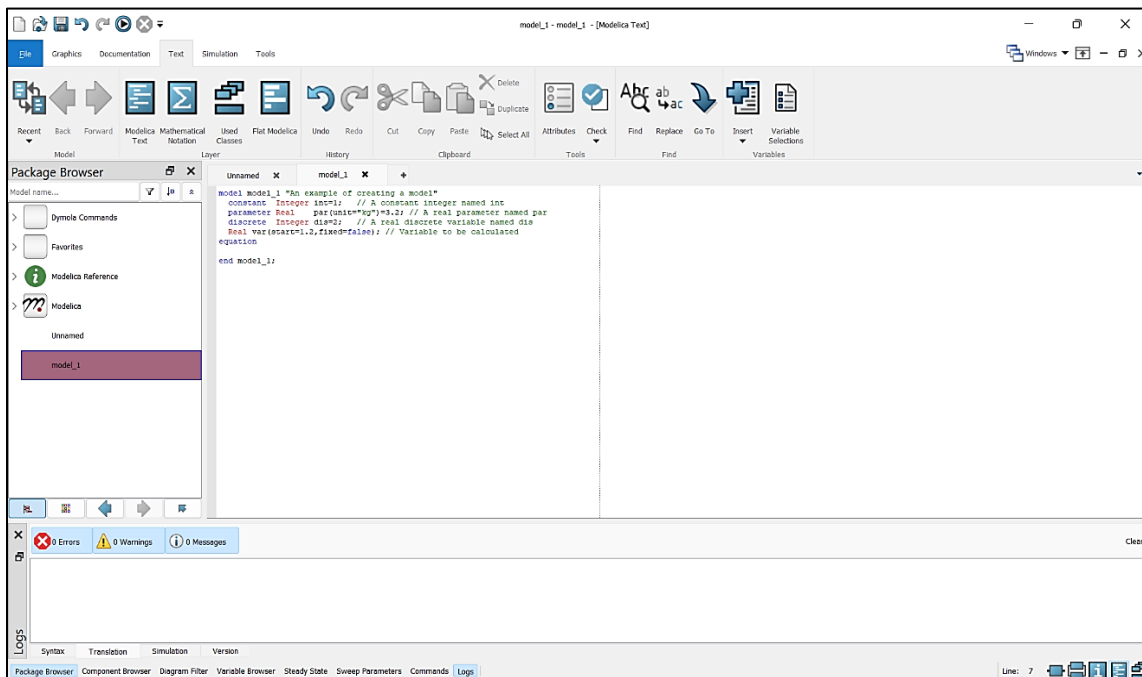 model_1 - model_1 - [Modelica Text]
File Graphics Documentation Text Simulation Tools Windows
Delete
Duplicate
Select All
Recent Back Forward Modelica Text Mathematical Notation Used Classes Flat Modelica Undo Redo Cut Copy Paste Attributes Check Find Replace Go To Insert Variable Selections
Model Layer History Clipboard Tools Find Variables
Package Browser
Model name...
Dymola Commands
Favorites
Modelica Reference
Modelica
Unnamed
model_1
Unnamed model_1
model model_1 "An example of creating a model"
constant Integer int=1; // A constant integer named int
parameter Real par(unit="kg")=3.2; // A real parameter named par
discrete Integer dis=2; // A real discrete variable named dis
Real var(start=1.2,fixed=false); // Variable to be calculated
equation
end model_1;
0 Errors 0 Warnings 0 Messages Clear
Logs
Syntax Translation Simulation Version
Package Browser Component Browser Diagram Filter Variable Browser Steady State Sweep Parameters Commands Logs Line: 7